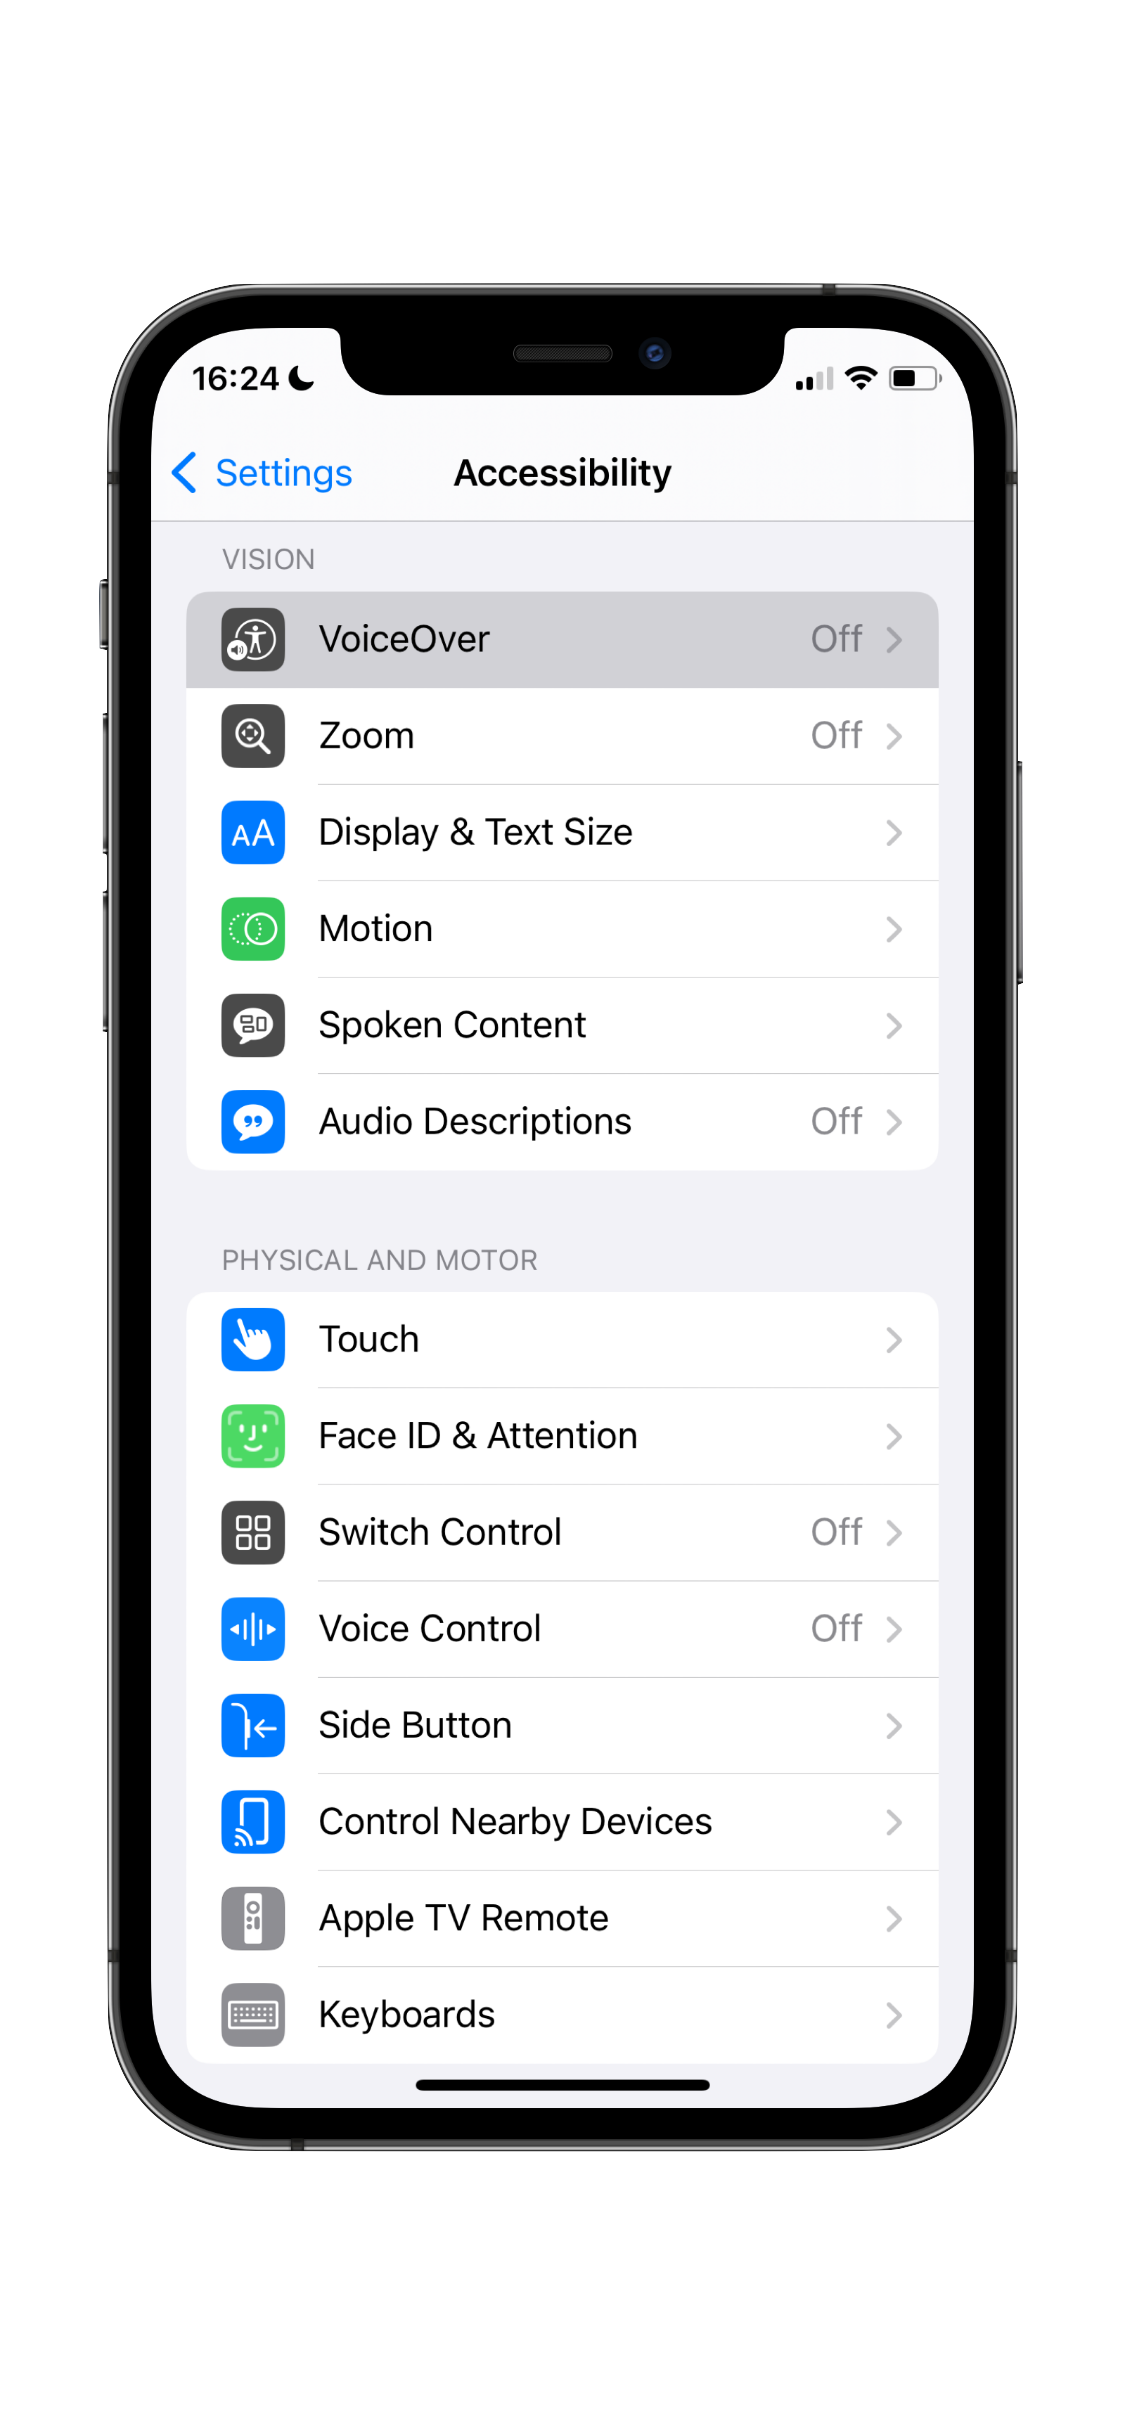 16:24
Settings
Accessibility
VISION
VoiceOver Off
Zoom Off
Display & Text Size
Motion
Spoken Content
Audio Descriptions Off
PHYSICAL AND MOTOR
Touch
Face ID & Attention
Switch Control Off
Voice Control Off
Side Button
Control Nearby Devices
Apple TV Remote
Keyboards